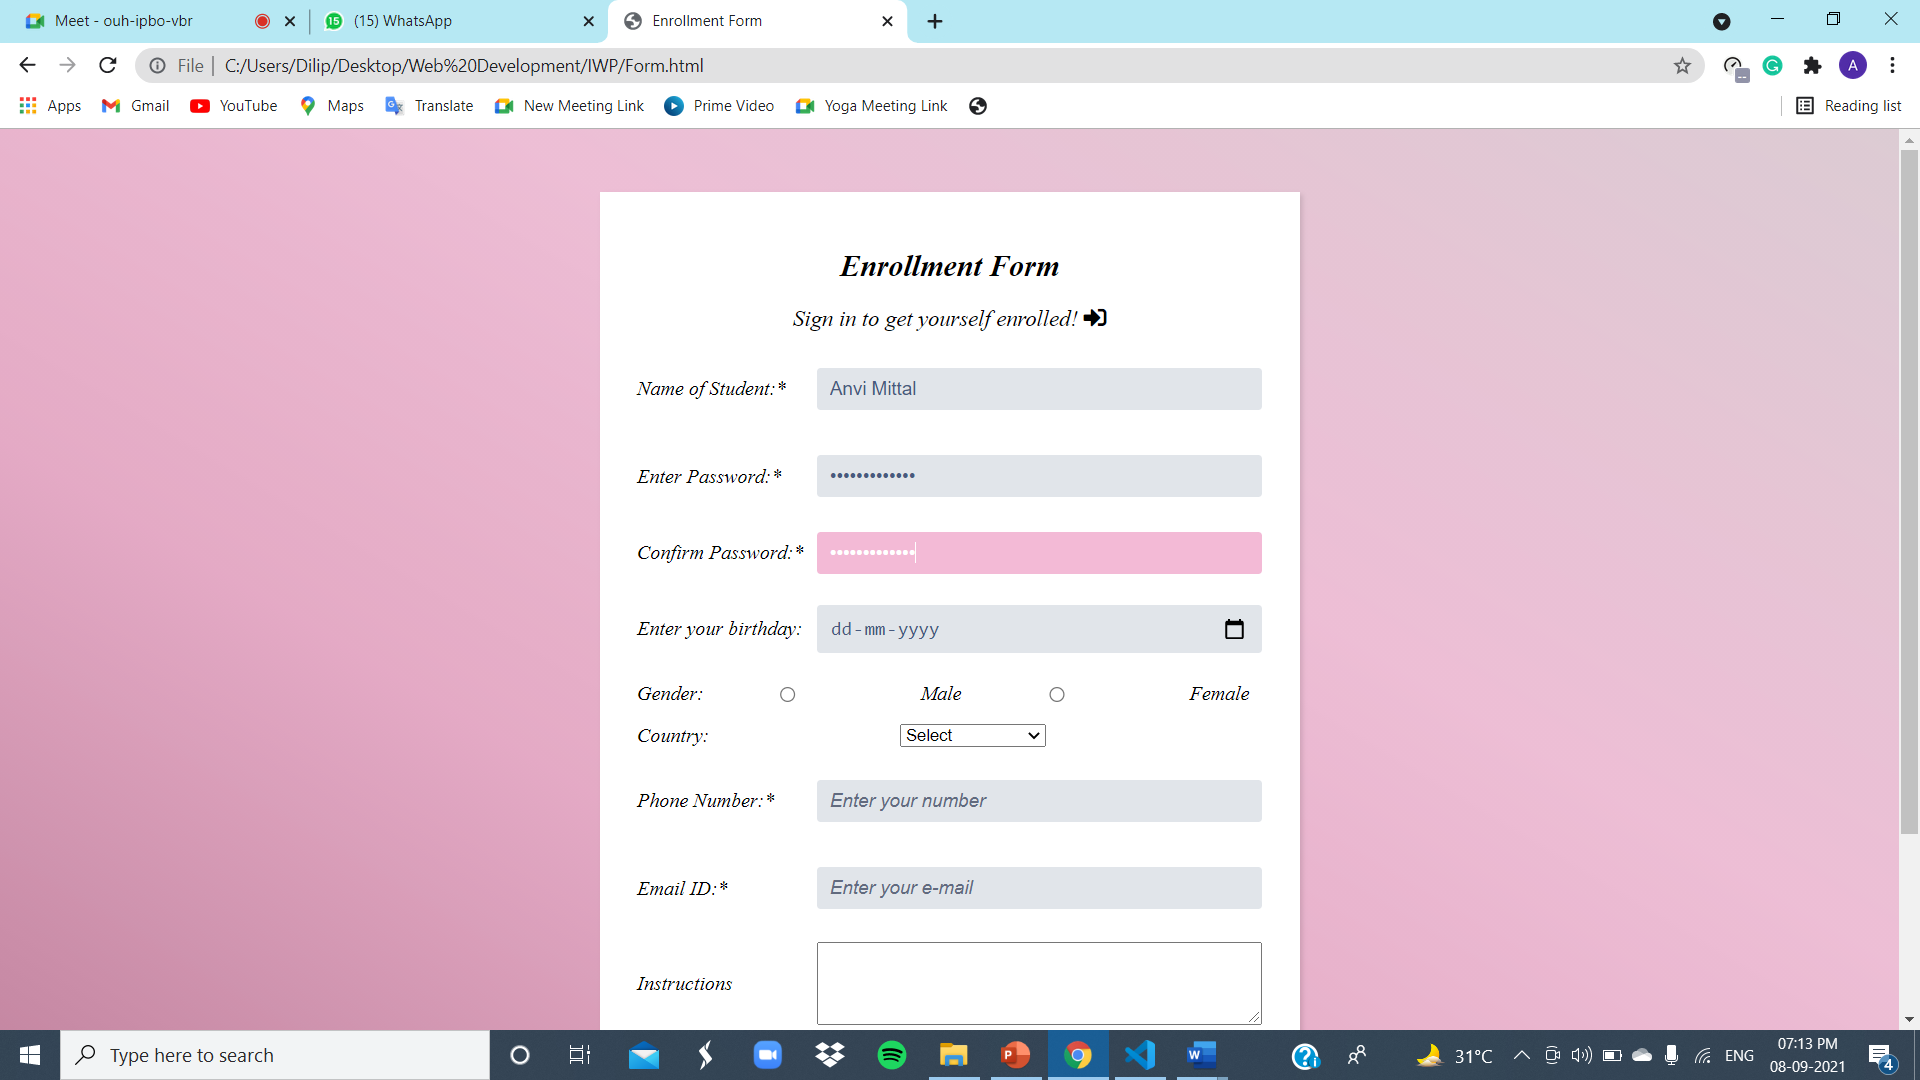 Meet - ouh-ipbo-vbr
15 (15) WhatsApp
Enrollment Form
File | C:/Users/Dilip/Desktop/Web%20Development/IWP/Form.html
A
Apps
Gmail
YouTube
Maps
Translate
New Meeting Link
Prime Video
Yoga Meeting Link
Reading list
Enrollment Form
Sign in to get yourself enrolled!
Name of Student:* Anvi Mittal
Enter Password:* •••••••••••••
Confirm Password:* •••••••••••••
Enter your birthday: dd-mm-yyyy
Gender: Male Female
Country: Select
Phone Number:* Enter your number
Email ID:* Enter your e-mail
Instructions
Type here to search
31°C
ENG
07:13 PM
08-09-2021
4